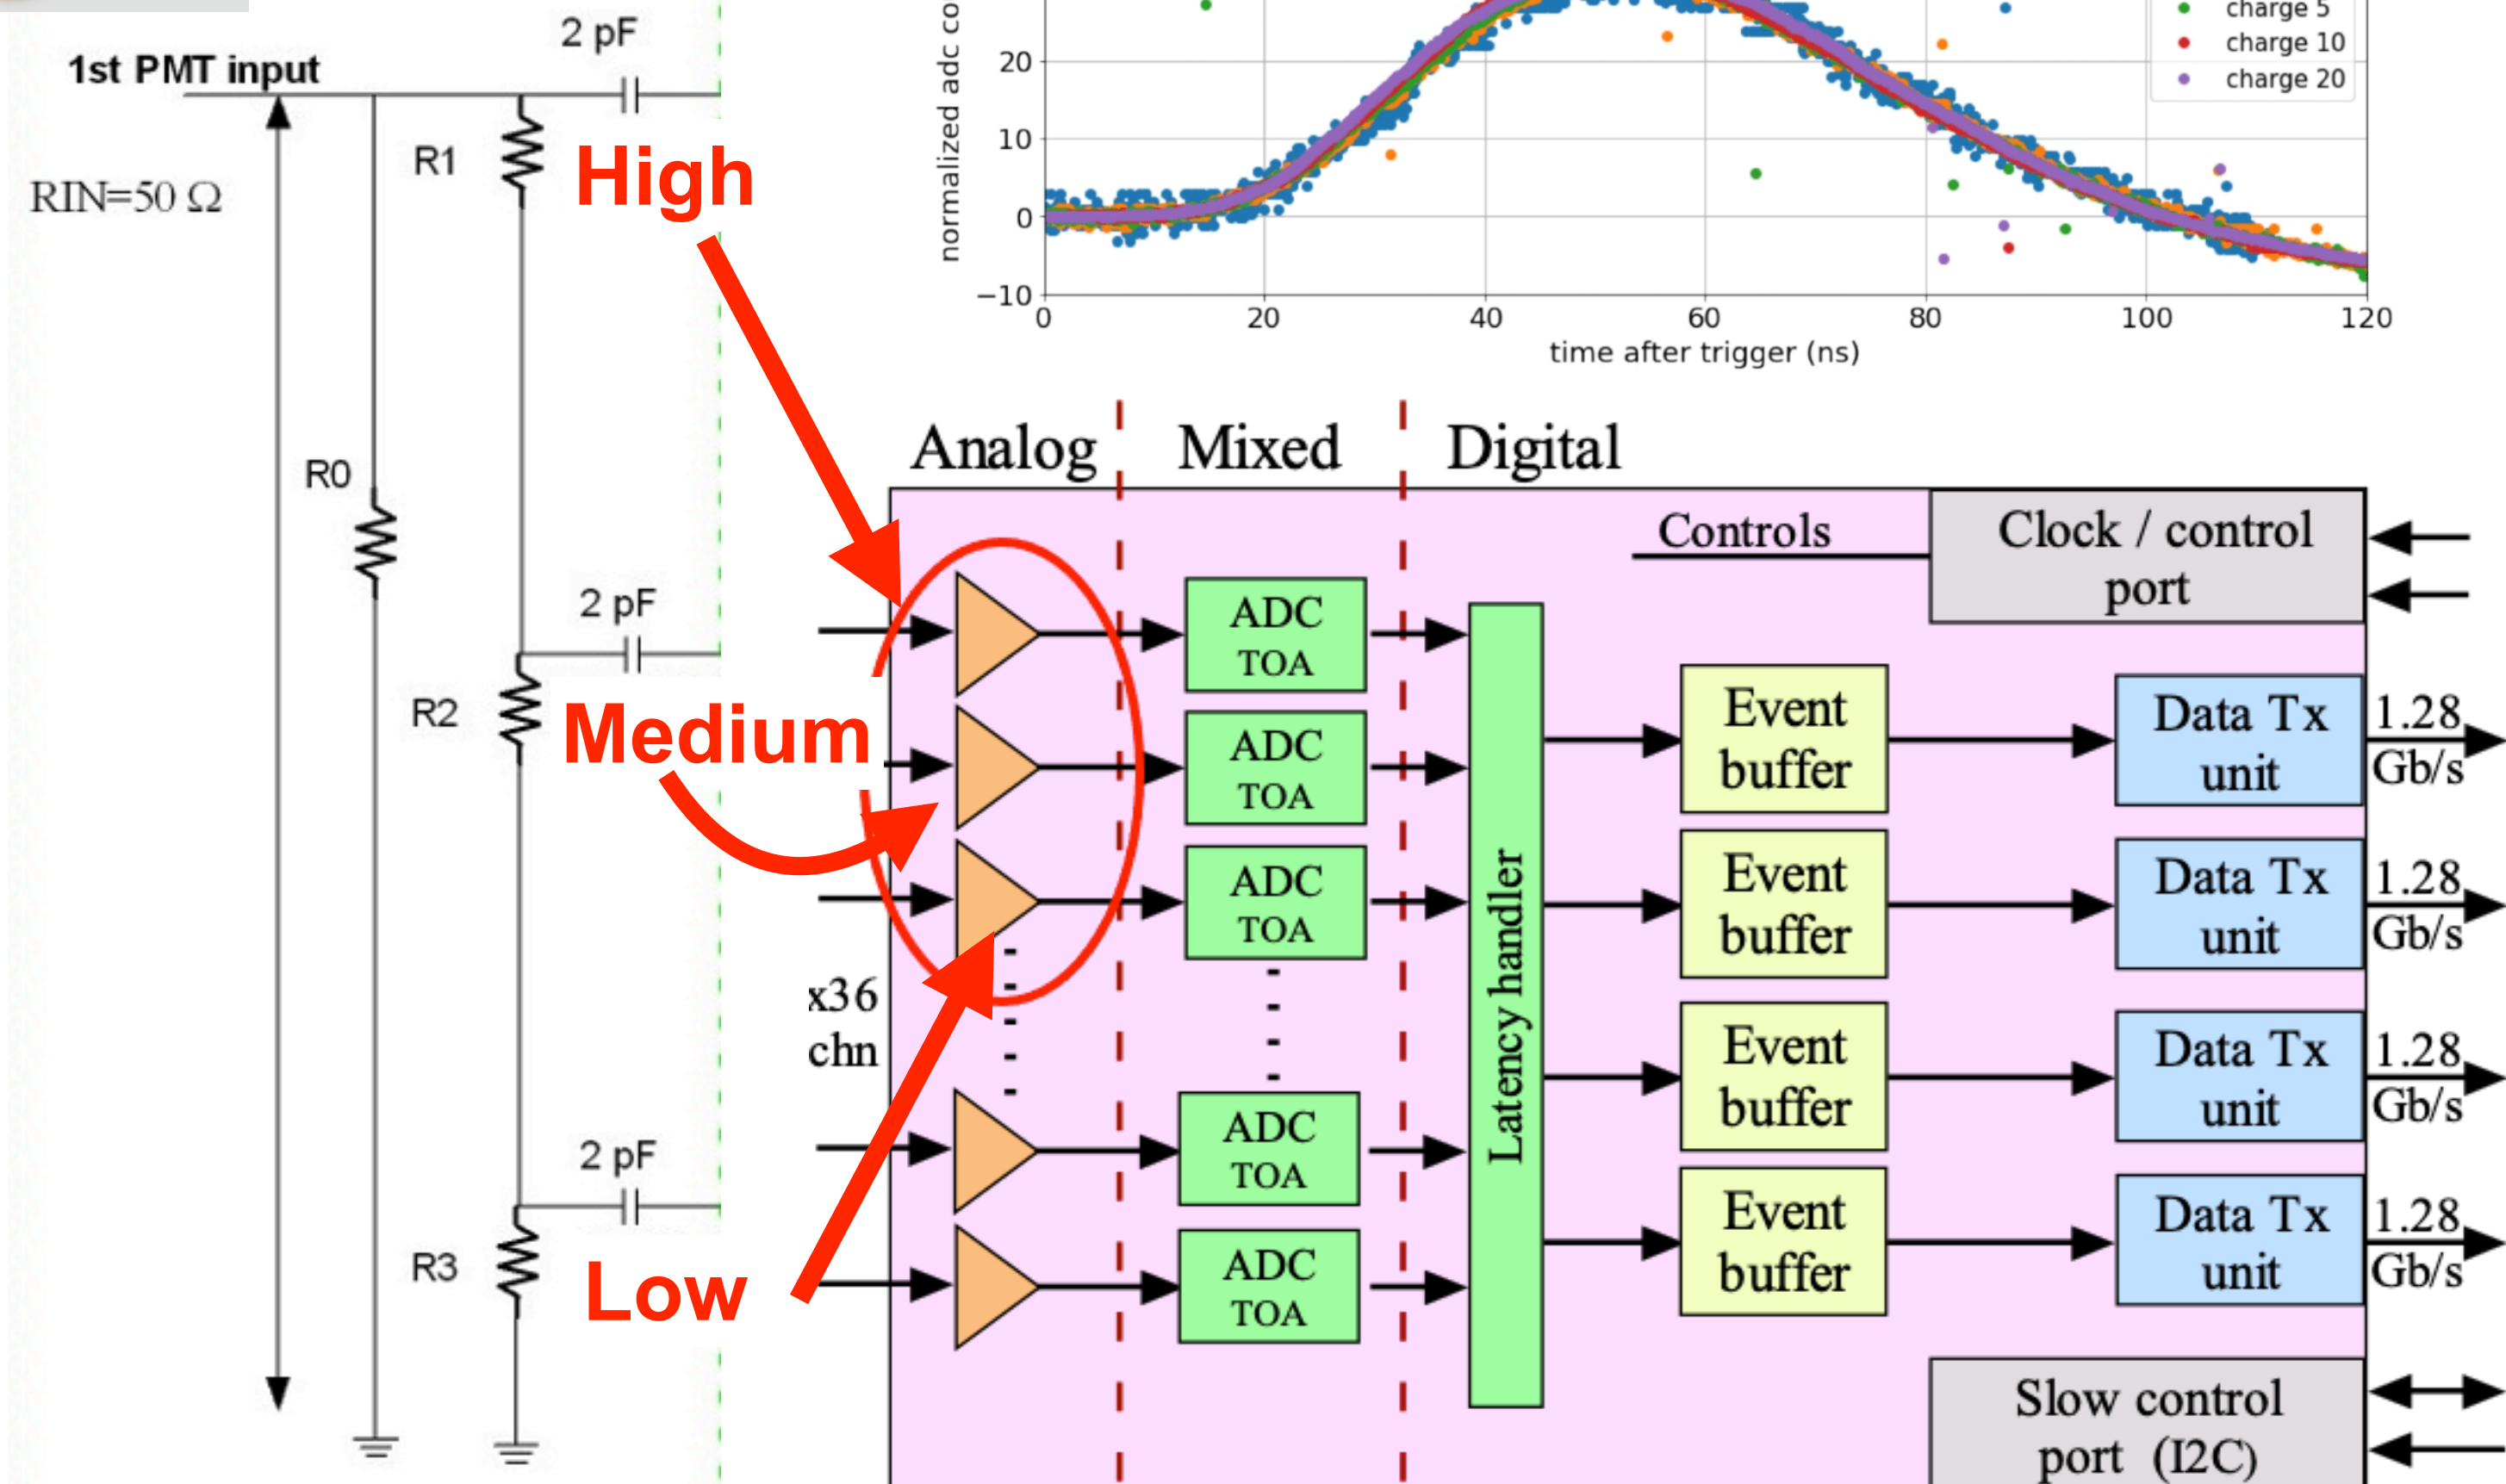 2 pF
1st PMT input
RIN=50 Ω
R1
High
R0
2 pF
R2
Medium
2 pF
R3
Low
normalized adc
20
10
0
−10
0
20
40
60
80
100
120
time after trigger (ns)
charge 5
charge 10
charge 20
Analog
Mixed
Digital
Controls
Clock / control
port
x36
chn
ADC
TOA
ADC
TOA
ADC
TOA
ADC
TOA
ADC
TOA
Latency handler
Event
buffer
Event
buffer
Event
buffer
Event
buffer
Data Tx
unit
Data Tx
unit
Data Tx
unit
Data Tx
unit
1.28
Gb/s
1.28
Gb/s
1.28
Gb/s
1.28
Gb/s
Slow control
port (I2C)